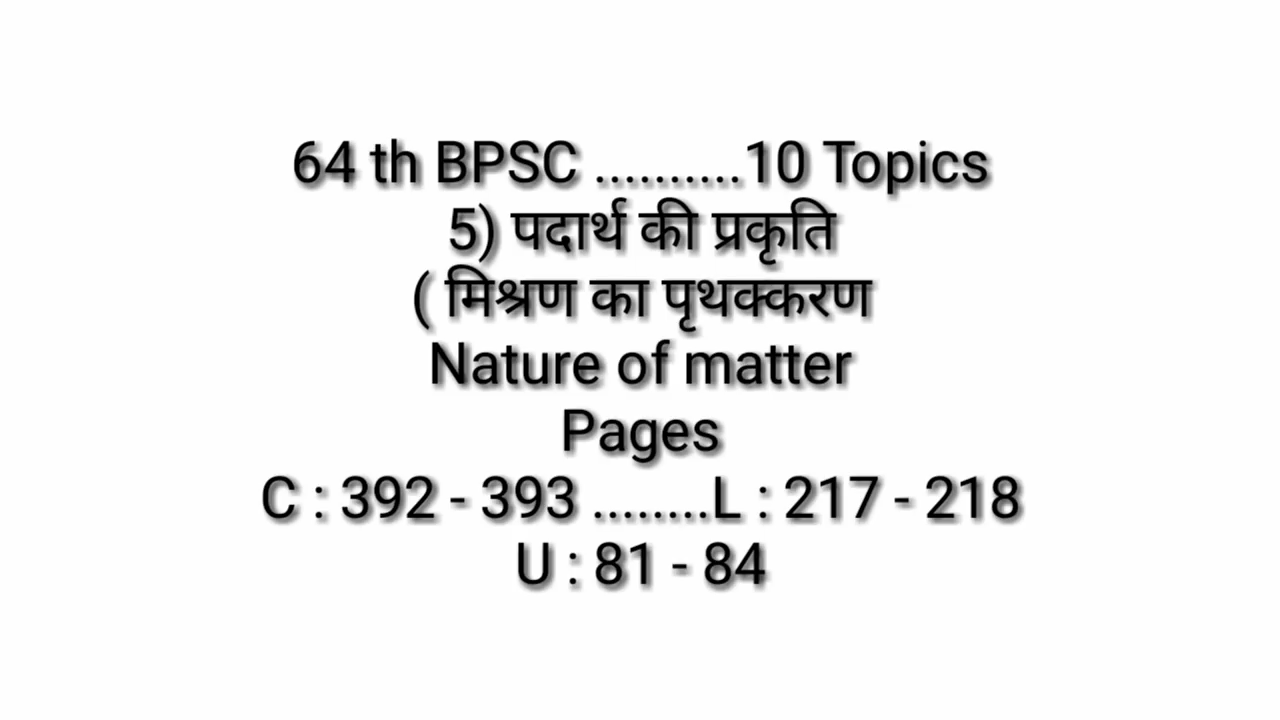 64 th BPSC ..........10 Topics
5) पदार्थ की प्रकृति
( मिश्रण का पृथक्करण
Nature of matter
Pages
C : 392 - 393 ........L : 217 - 218
U : 81 - 84